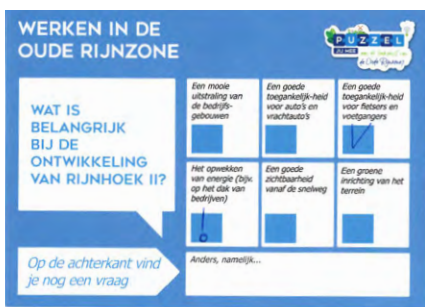 WERKEN IN DE
OUDE RIJNZONE
PUZZEL
WAT IS
BELANGRIJK
BIJ DE
ONTWIKKELING
VAN RIJNHOEK II?
Een mooie
uitstraling van
de bedrijfs-
gebouwen
Een goede
toegankelijk-heid
voor auto's en
vrachtauto's
Een goede
toegankelijk-heid
voor fietsers en
voetgangers
Het opwekken
van energie (bijv.
op het dak van
bedrijven)
Een goede
zichtbaarheid
vanaf de snelweg
Een groene
inrichting van het
terrein
Op de achterkant vind
je nog een vraag
Anders, namelijk...